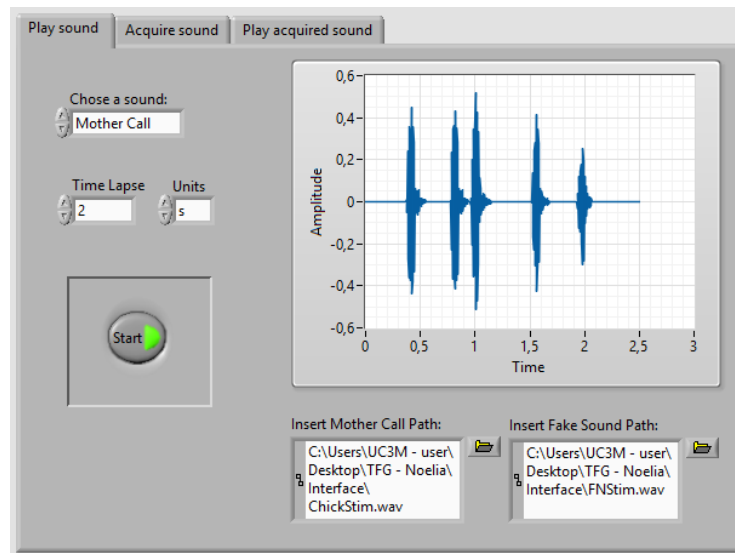 Play sound
Acquire sound
Play acquired sound
Chose a sound:
Mother Call
Time Lapse
Units
2
s
Start
0,6
0,4
0,2
0
-0,2
-0,4
-0,6
Amplitude
0
0,5
1
1,5
2
2,5
3
Time
Insert Mother Call Path:
C:\Users\UC3M - user\
Desktop\TFG - Noelia\
Interface\
ChickStim.wav
Insert Fake Sound Path:
C:\Users\UC3M - user\
Desktop\TFG - Noelia\
Interface\FNStim.wav